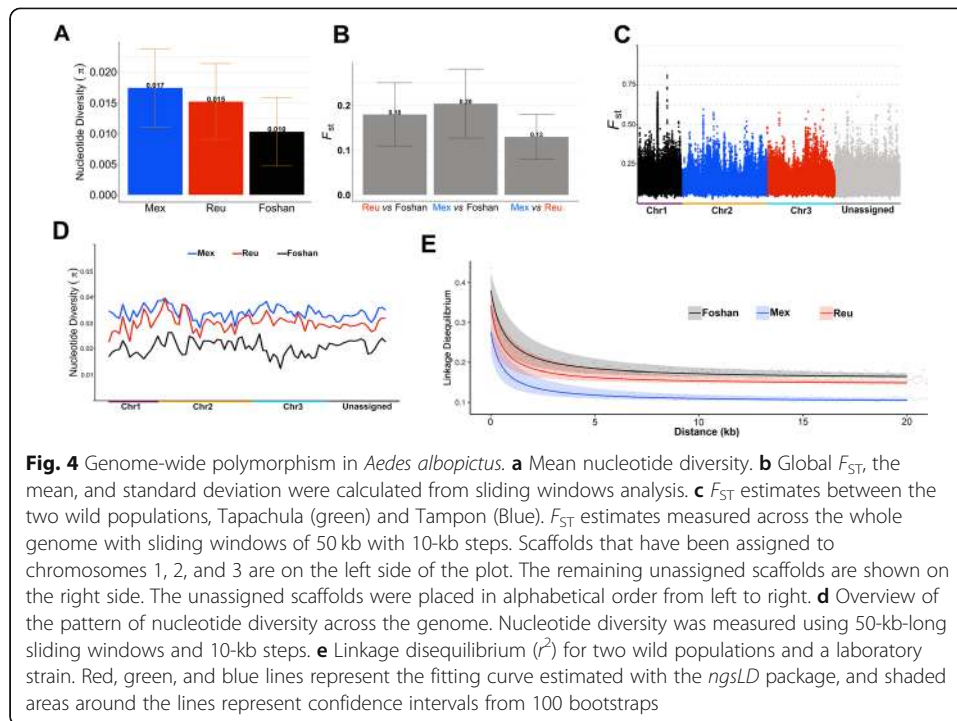 A
Nucleotide Diversity ( π )
0.020
0.015
0.010
0.005
0.000
0.017
0.015
0.010
Mex
Reu
Foshan
B
Fst
0.2
0.1
0.0
0.18
0.20
0.13
Reu vs Foshan
Mex vs Foshan
Mex vs Reu
C
Fst
0.75
0.50
0.25
Chr1
Chr2
Chr3
Unassigned
D
Mex
Reu
Foshan
Nucleotide Diversity ( π )
0.05
0.04
0.03
0.02
0.01
Chr1
Chr2
Chr3
Unassigned
E
Linkage Disequilibrium
0.4
0.3
0.2
0.1
Foshan
Mex
Reu
0
5
10
15
20
Distance (kb)
Fig. 4 Genome-wide polymorphism in Aedes albopictus. a Mean nucleotide diversity. b Global FST, the
mean, and standard deviation were calculated from sliding windows analysis. c FST estimates between the
two wild populations, Tapachula (green) and Tampon (Blue). FST estimates measured across the whole
genome with sliding windows of 50 kb with 10-kb steps. Scaffolds that have been assigned to
chromosomes 1, 2, and 3 are on the left side of the plot. The remaining unassigned scaffolds are shown on
the right side. The unassigned scaffolds were placed in alphabetical order from left to right. d Overview of
the pattern of nucleotide diversity across the genome. Nucleotide diversity was measured using 50-kb-long
sliding windows and 10-kb steps. e Linkage disequilibrium (r2) for two wild populations and a laboratory
strain. Red, green, and blue lines represent the fitting curve estimated with the ngsLD package, and shaded
areas around the lines represent confidence intervals from 100 bootstraps